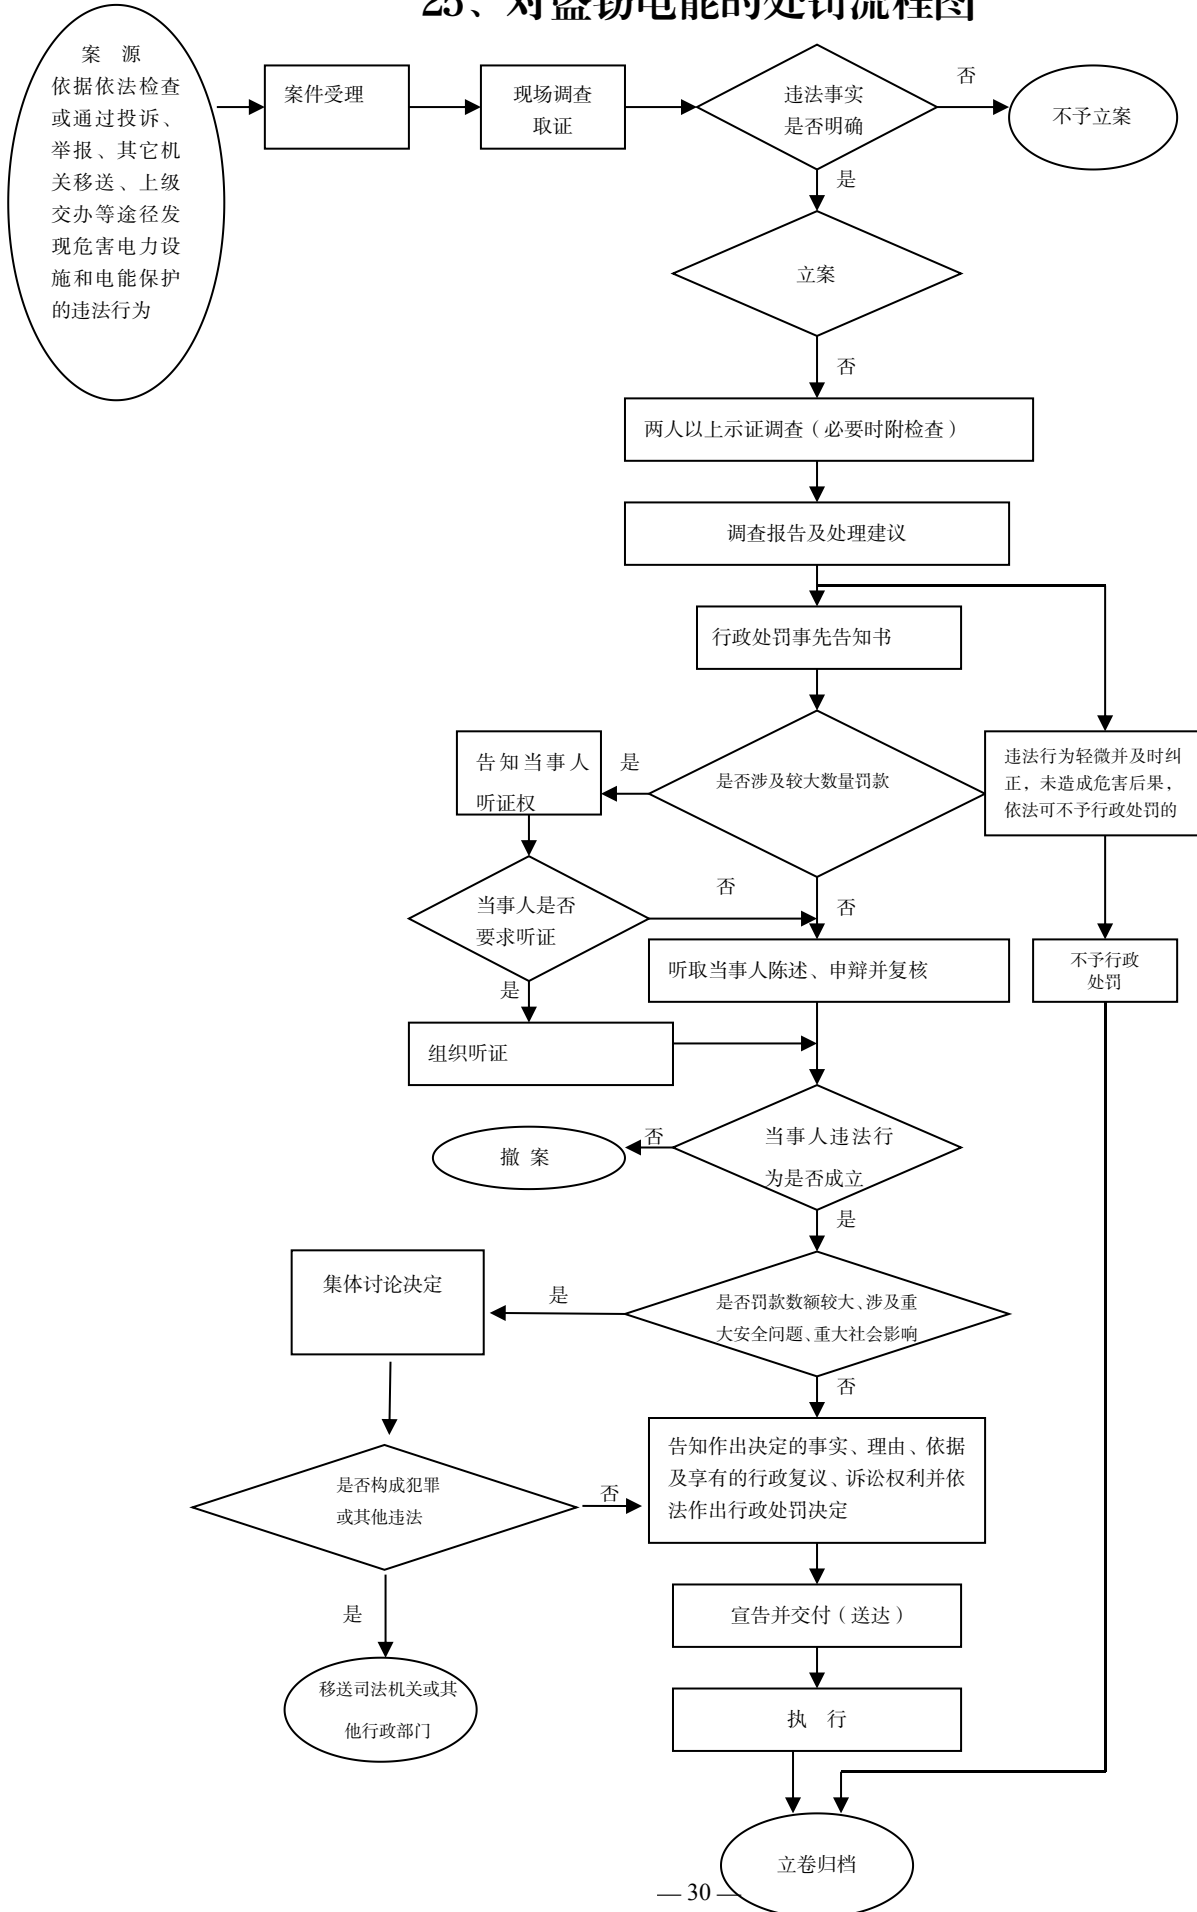 25、对盗窃电能的处罚流程图
案 源
依据依法检查
或通过投诉、
举报、其它机
关移送、上级
交办等途径发
现危害电力设
施和电能保护
的违法行为
案件受理
现场调查
取证
违法事实
是否明确
否
不予立案
是
立案
否
两人以上示证调查（必要时附检查）
调查报告及处理建议
行政处罚事先告知书
告知当事人
听证权
是
是否涉及较大数量罚款
违法行为轻微并及时纠
正，未造成危害后果，
依法可不予行政处罚的
当事人是否
要求听证
否
否
听取当事人陈述、申辩并复核
不予行政
处罚
是
组织听证
撤 案
否
当事人违法行
为是否成立
是
集体讨论决定
是
是否罚款数额较大、涉及重
大安全问题、重大社会影响
否
是否构成犯罪
或其他违法
否
告知作出决定的事实、理由、依据
及享有的行政复议、诉讼权利并依
法作出行政处罚决定
是
宣告并交付（送达）
移送司法机关或其
他行政部门
执 行
立卷归档
— 30 —